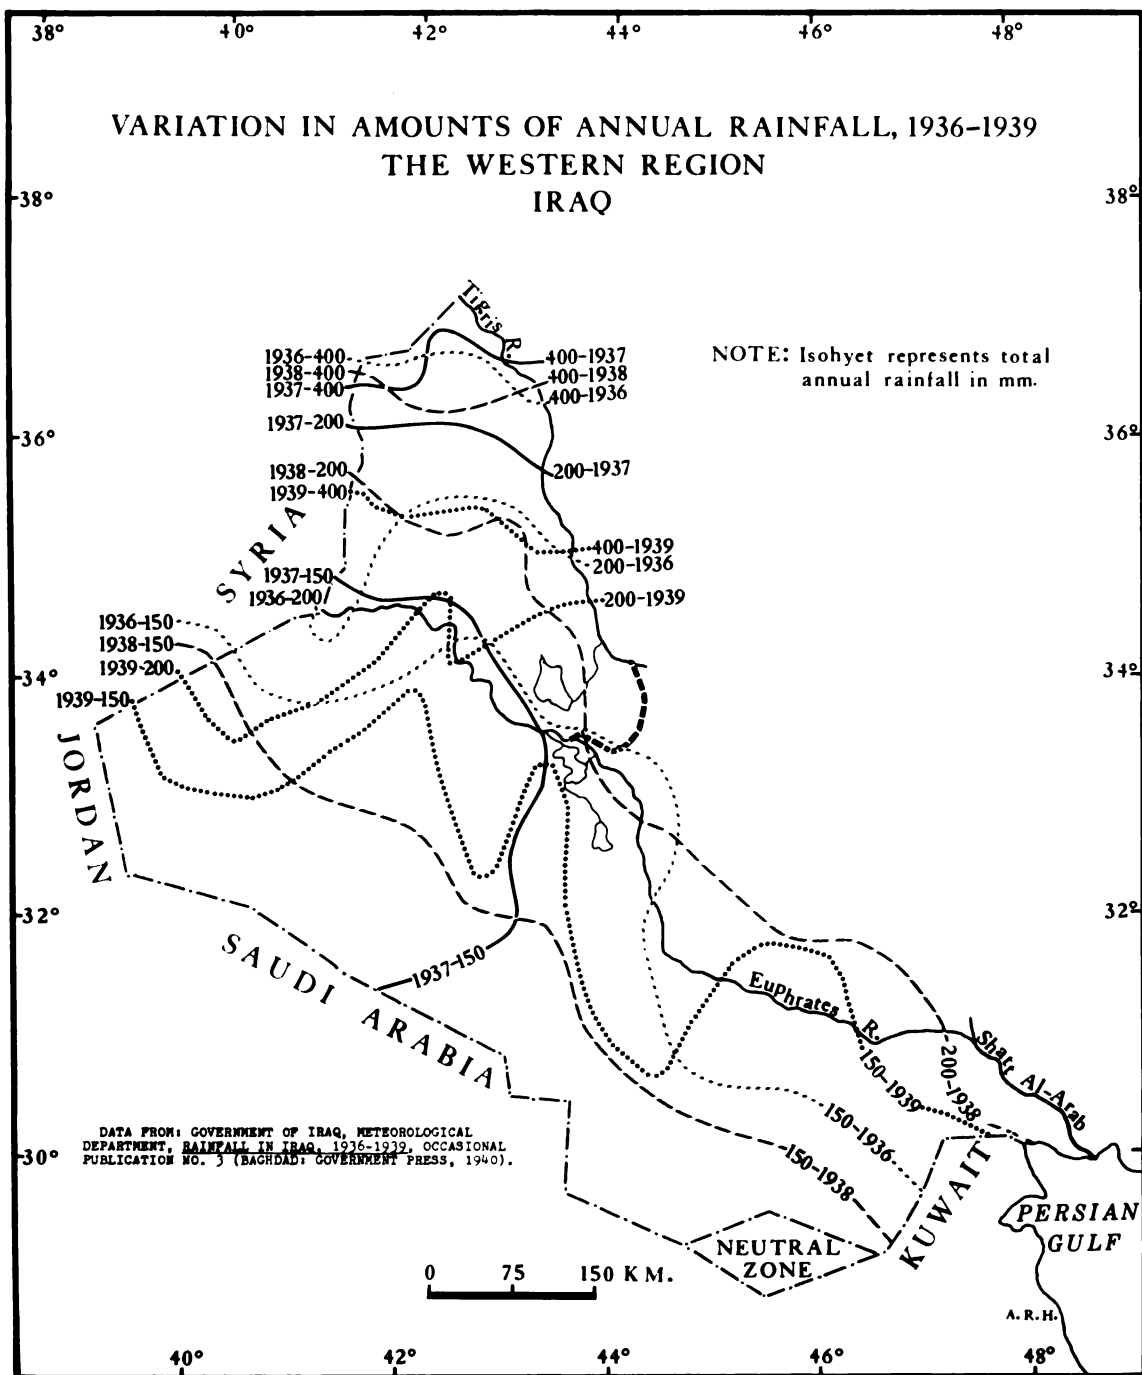 38° 40° 42° 44° 46° 48°
VARIATION IN AMOUNTS OF ANNUAL RAINFALL, 1936-1939
THE WESTERN REGION
IRAQ
38° 38°
Tigris R.
1936-400
1938-400
1937-400
400-1937
400-1938
400-1936
NOTE: Isohyet represents total
annual rainfall in mm.
1937-200
36° 36°
200-1937
1938-200
1939-400
SYRIA
400-1939
200-1936
1937-150
1936-200
200-1939
1936-150
1938-150
1939-200
34° 34°
1939-150
JORDAN
32° 32°
SAUDI ARABIA
1937-150
Euphrates R.
Shatt Al-Arab
150-1939
200-1938
150-1936
150-1938
DATA FROM: GOVERNMENT OF IRAQ, METEOROLOGICAL
DEPARTMENT, RAINFALL IN IRAQ, 1936-1939, OCCASIONAL
PUBLICATION NO. 3 (BAGHDAD: GOVERNMENT PRESS, 1940).
30° 30°
KUWAIT
PERSIAN
GULF
NEUTRAL
ZONE
0 75 150 KM.
A.R.H.
40° 42° 44° 46° 48°